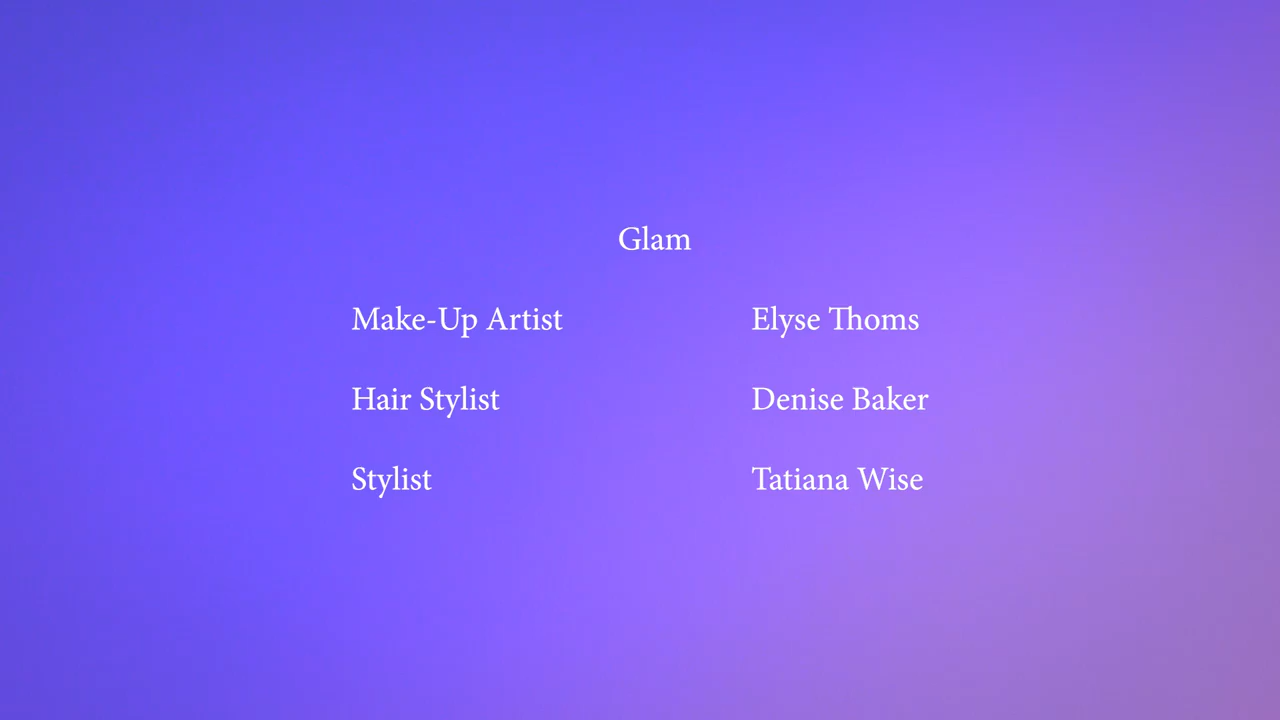 Glam
Make-Up Artist Elyse Thoms
Hair Stylist Denise Baker
Stylist Tatiana Wise